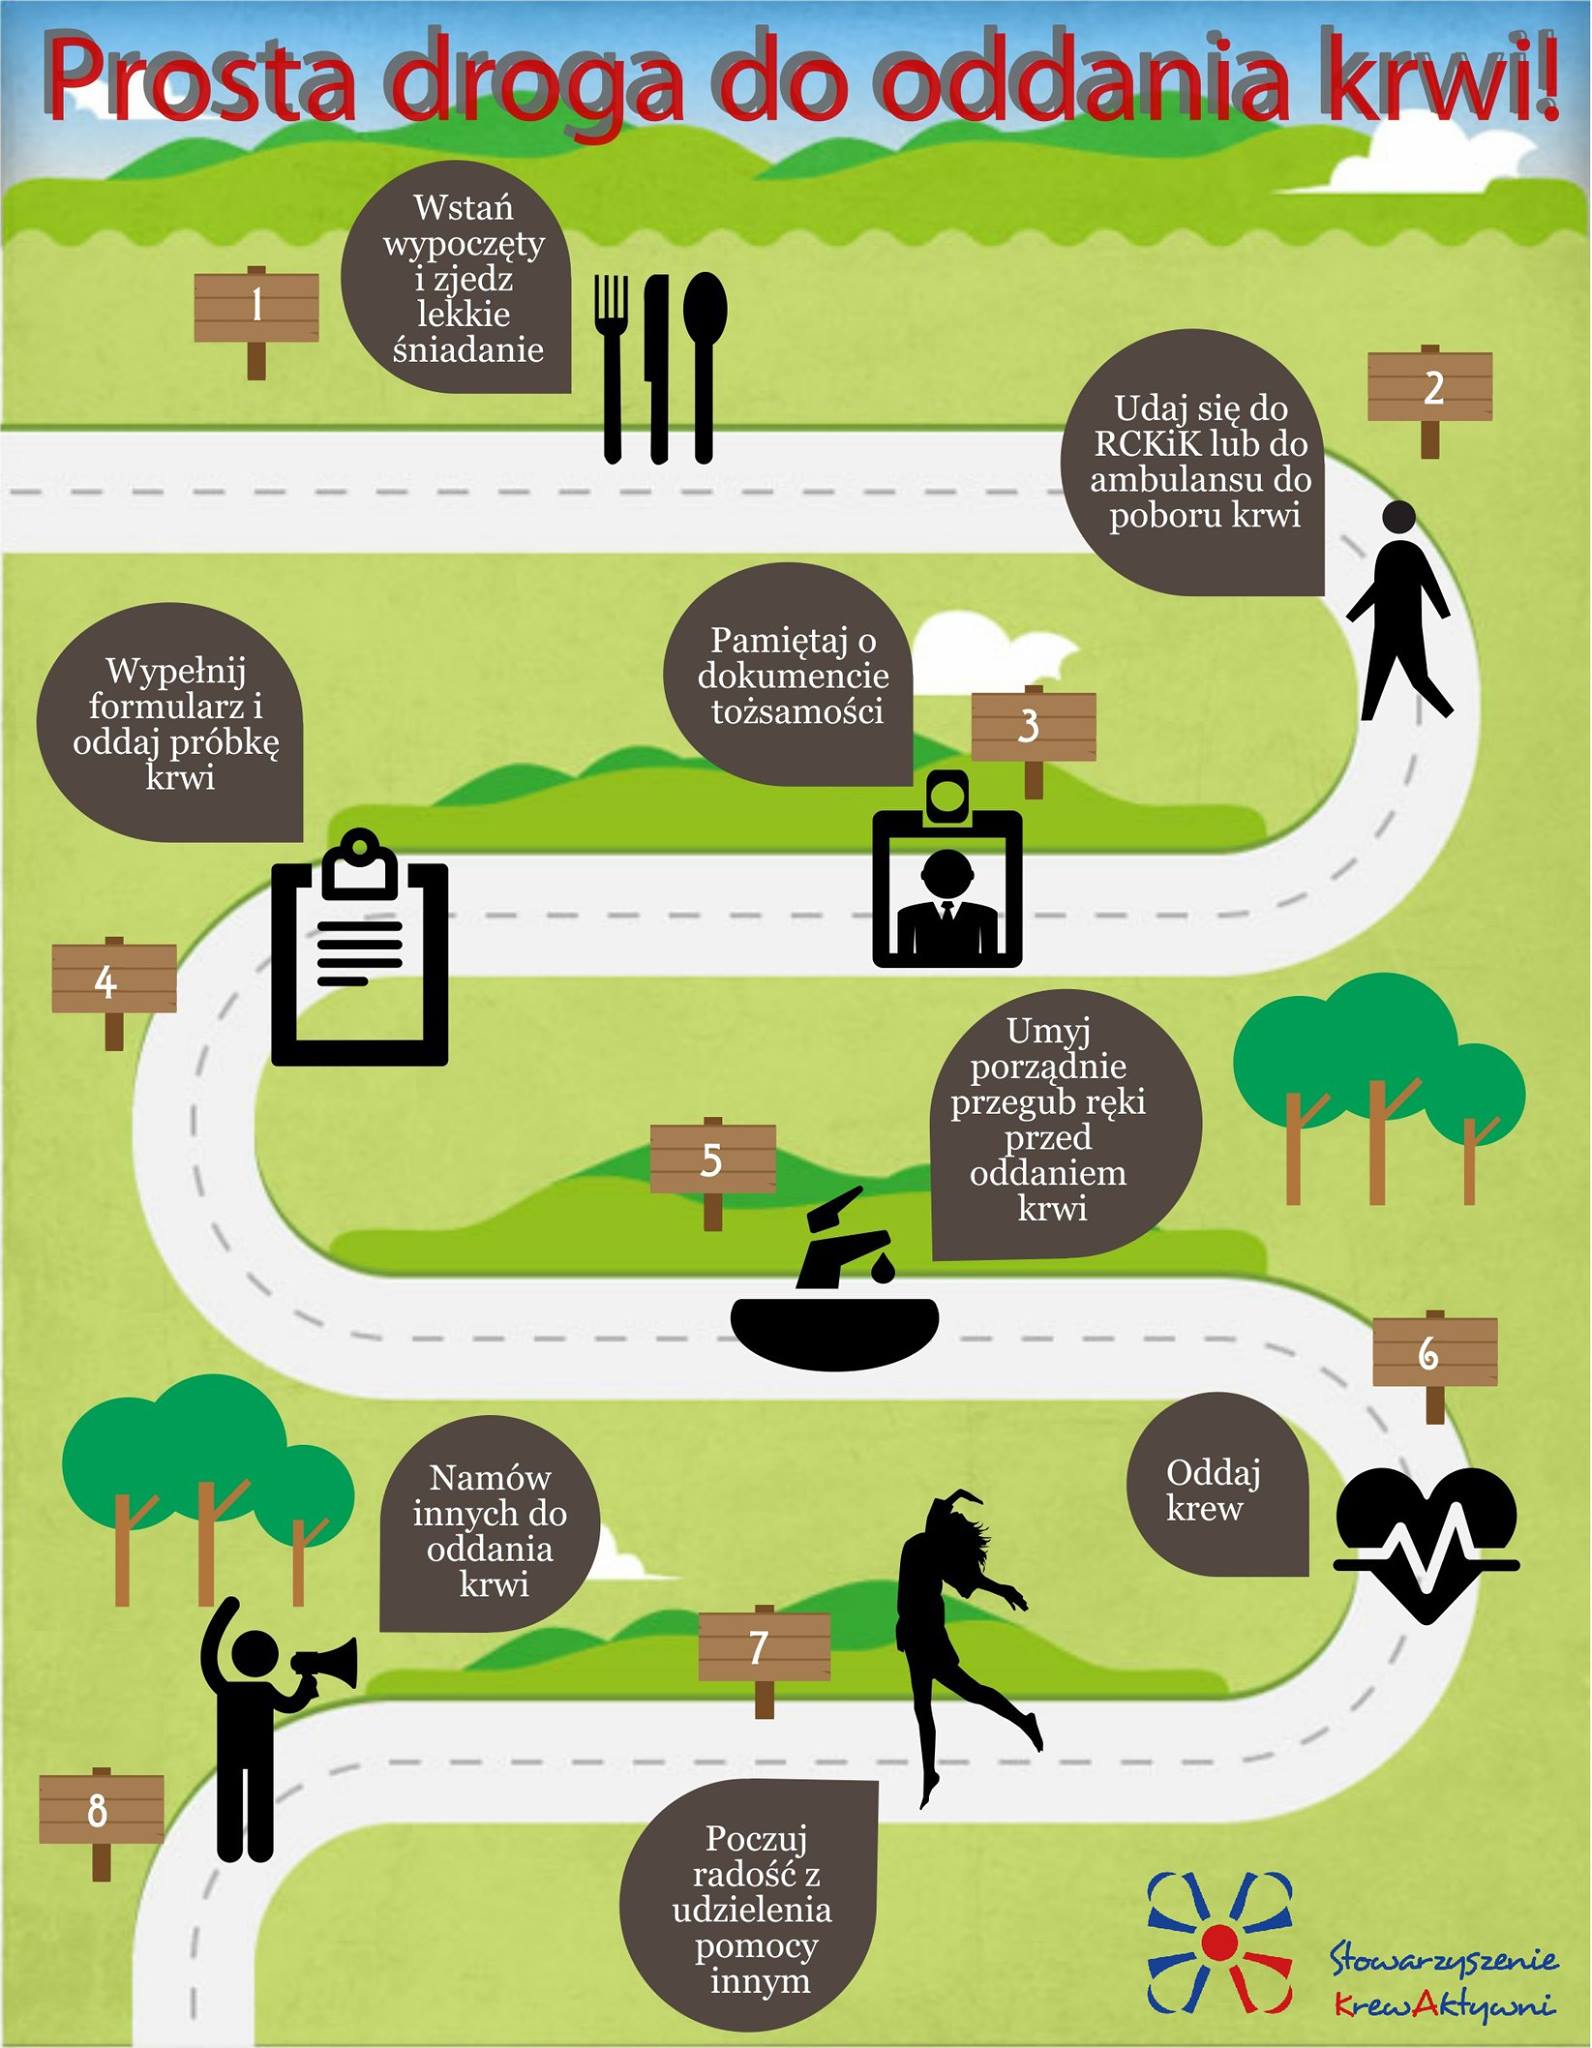 Prosta droga do oddania krwi!
1
Wstań
wypoczęty
i zjedz
lekkie
śniadanie
2
Udaj się do
RCKiK lub do
ambulansu do
poboru krwi
3
Pamiętaj o
dokumencie
tożsamości
4
Wypełnij
formularz i
oddaj próbkę
krwi
5
Umyj
porządnie
przegub ręki
przed
oddaniem
krwi
6
Oddaj
krew
7
Poczuj
radość z
udzielenia
pomocy
innym
8
Namów
innych do
oddania
krwi
Stowarzyszenie
KrewAktywni